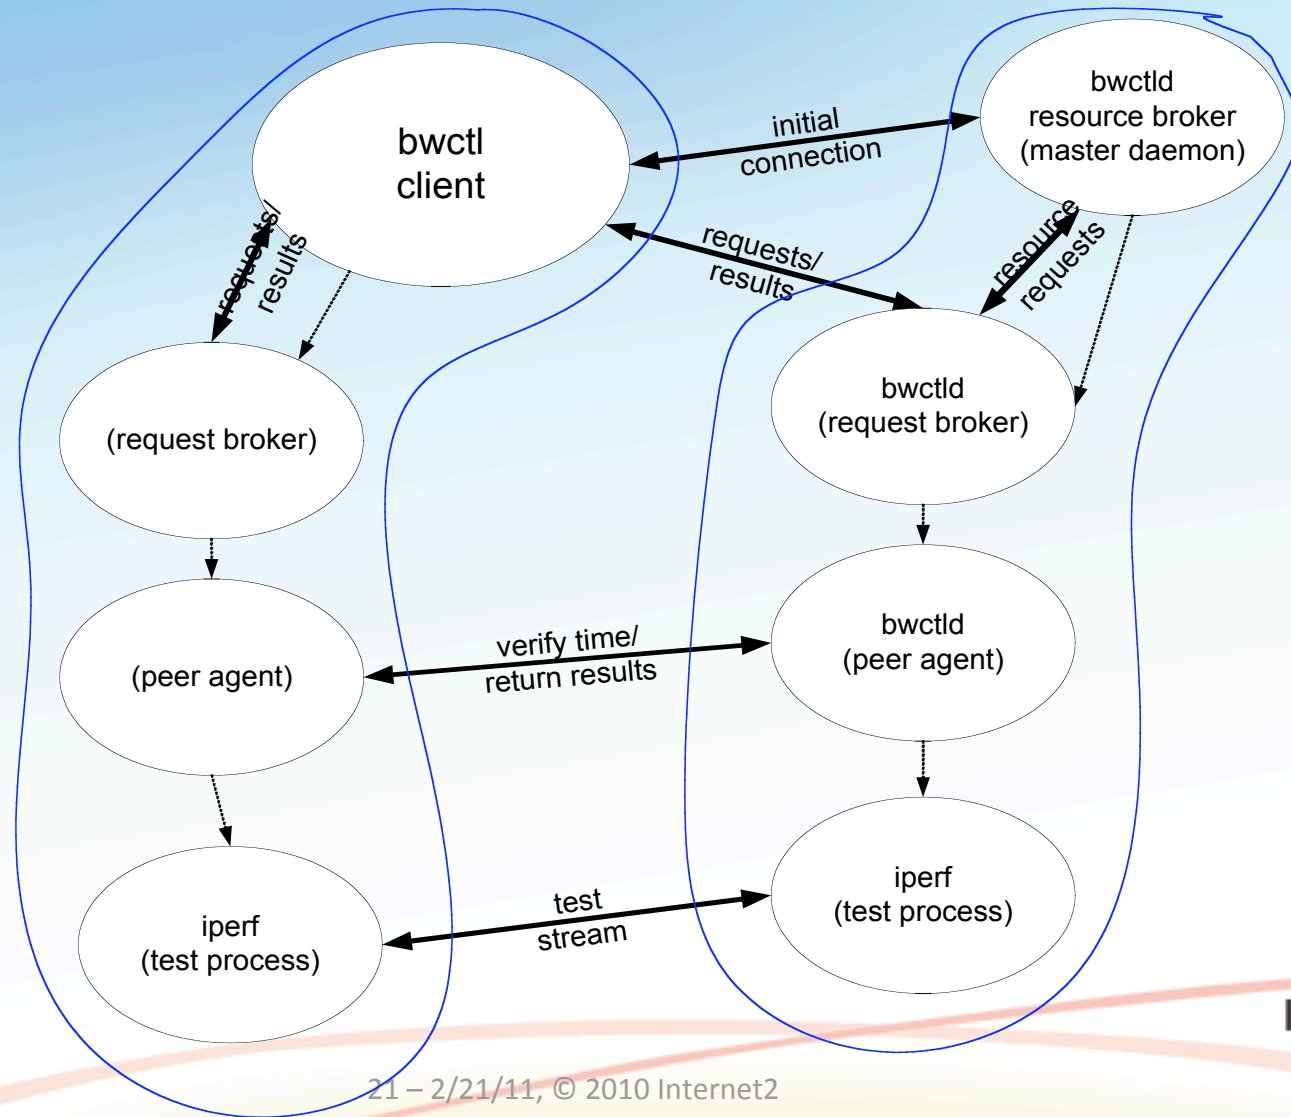 bwctl
client
initial
connection
bwctld
resource broker
(master daemon)
requests/
results
requests/
results
resource
requests
(request broker)
bwctld
(request broker)
(peer agent)
verify time/
return results
bwctld
(peer agent)
iperf
(test process)
test
stream
iperf
(test process)
21 – 2/21/11, © 2010 Internet2